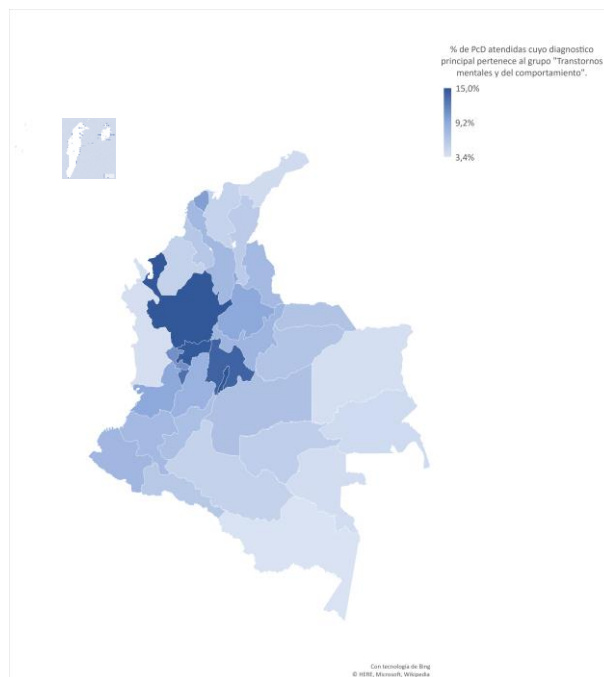 % de PcD atendidas cuyo diagnostico
principal pertenece al grupo "Transtornos
mentales y del comportamiento".
15,0%
9,2%
3,4%
Con tecnología de Bing
© HERE, Microsoft, Wikipedia